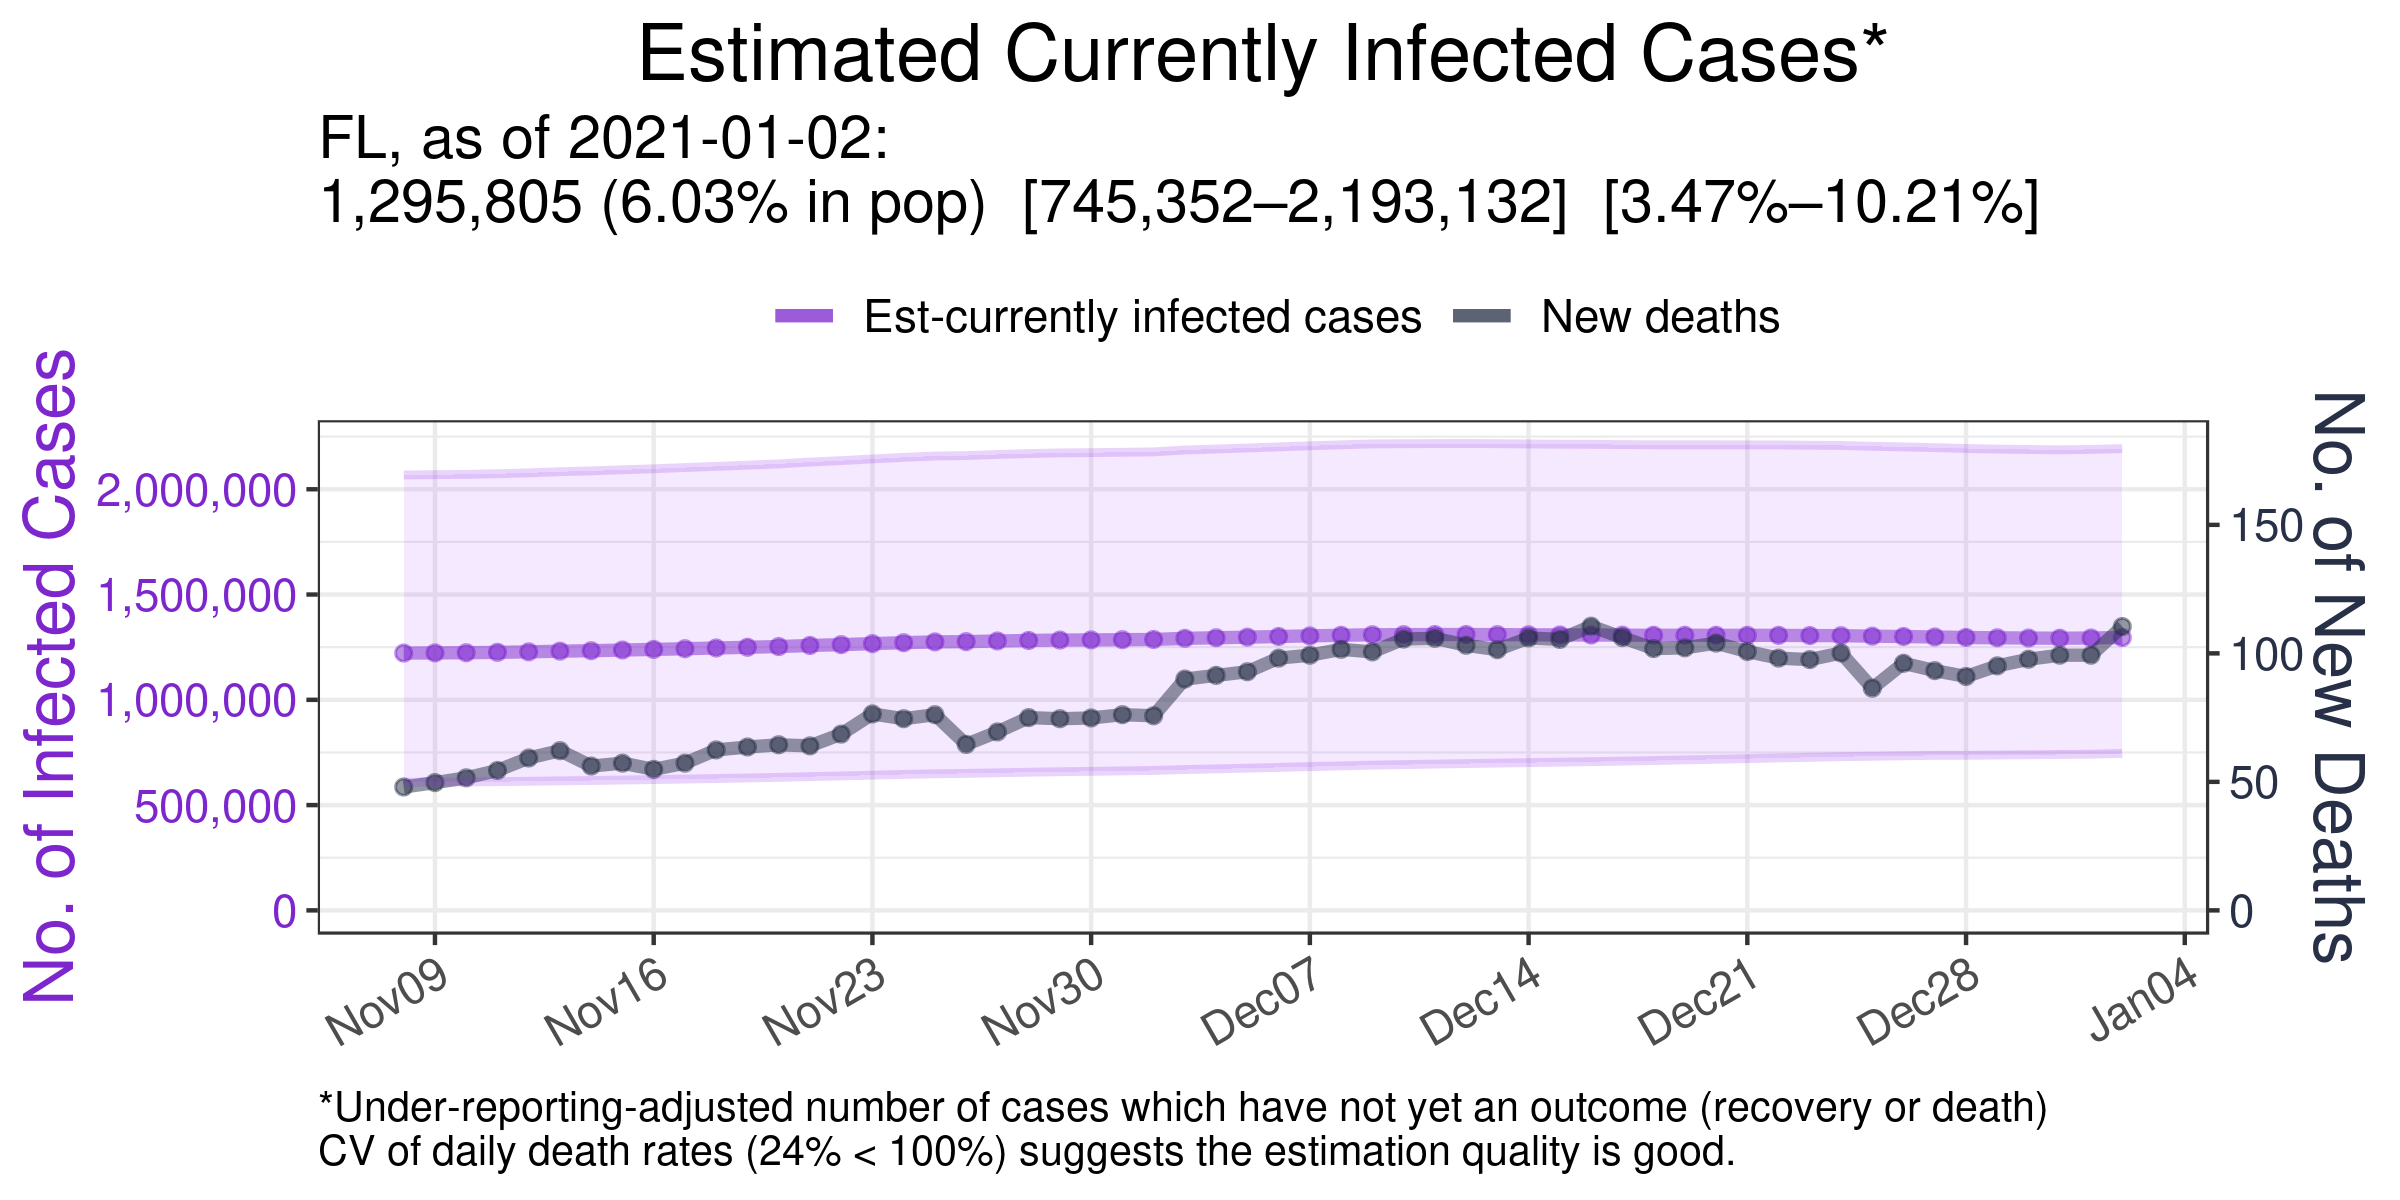 Estimated Currently Infected Cases*
FL, as of 2021-01-02:
1,295,805 (6.03% in pop)  [745,352–2,193,132]  [3.47%–10.21%]
Est-currently infected cases
New deaths
No. of Infected Cases
2,000,000
1,500,000
1,000,000
500,000
0
150
100
50
0
No. of New Deaths
Nov09
Nov16
Nov23
Nov30
Dec07
Dec14
Dec21
Dec28
Jan04
*Under-reporting-adjusted number of cases which have not yet an outcome (recovery or death)
CV of daily death rates (24% < 100%) suggests the estimation quality is good.